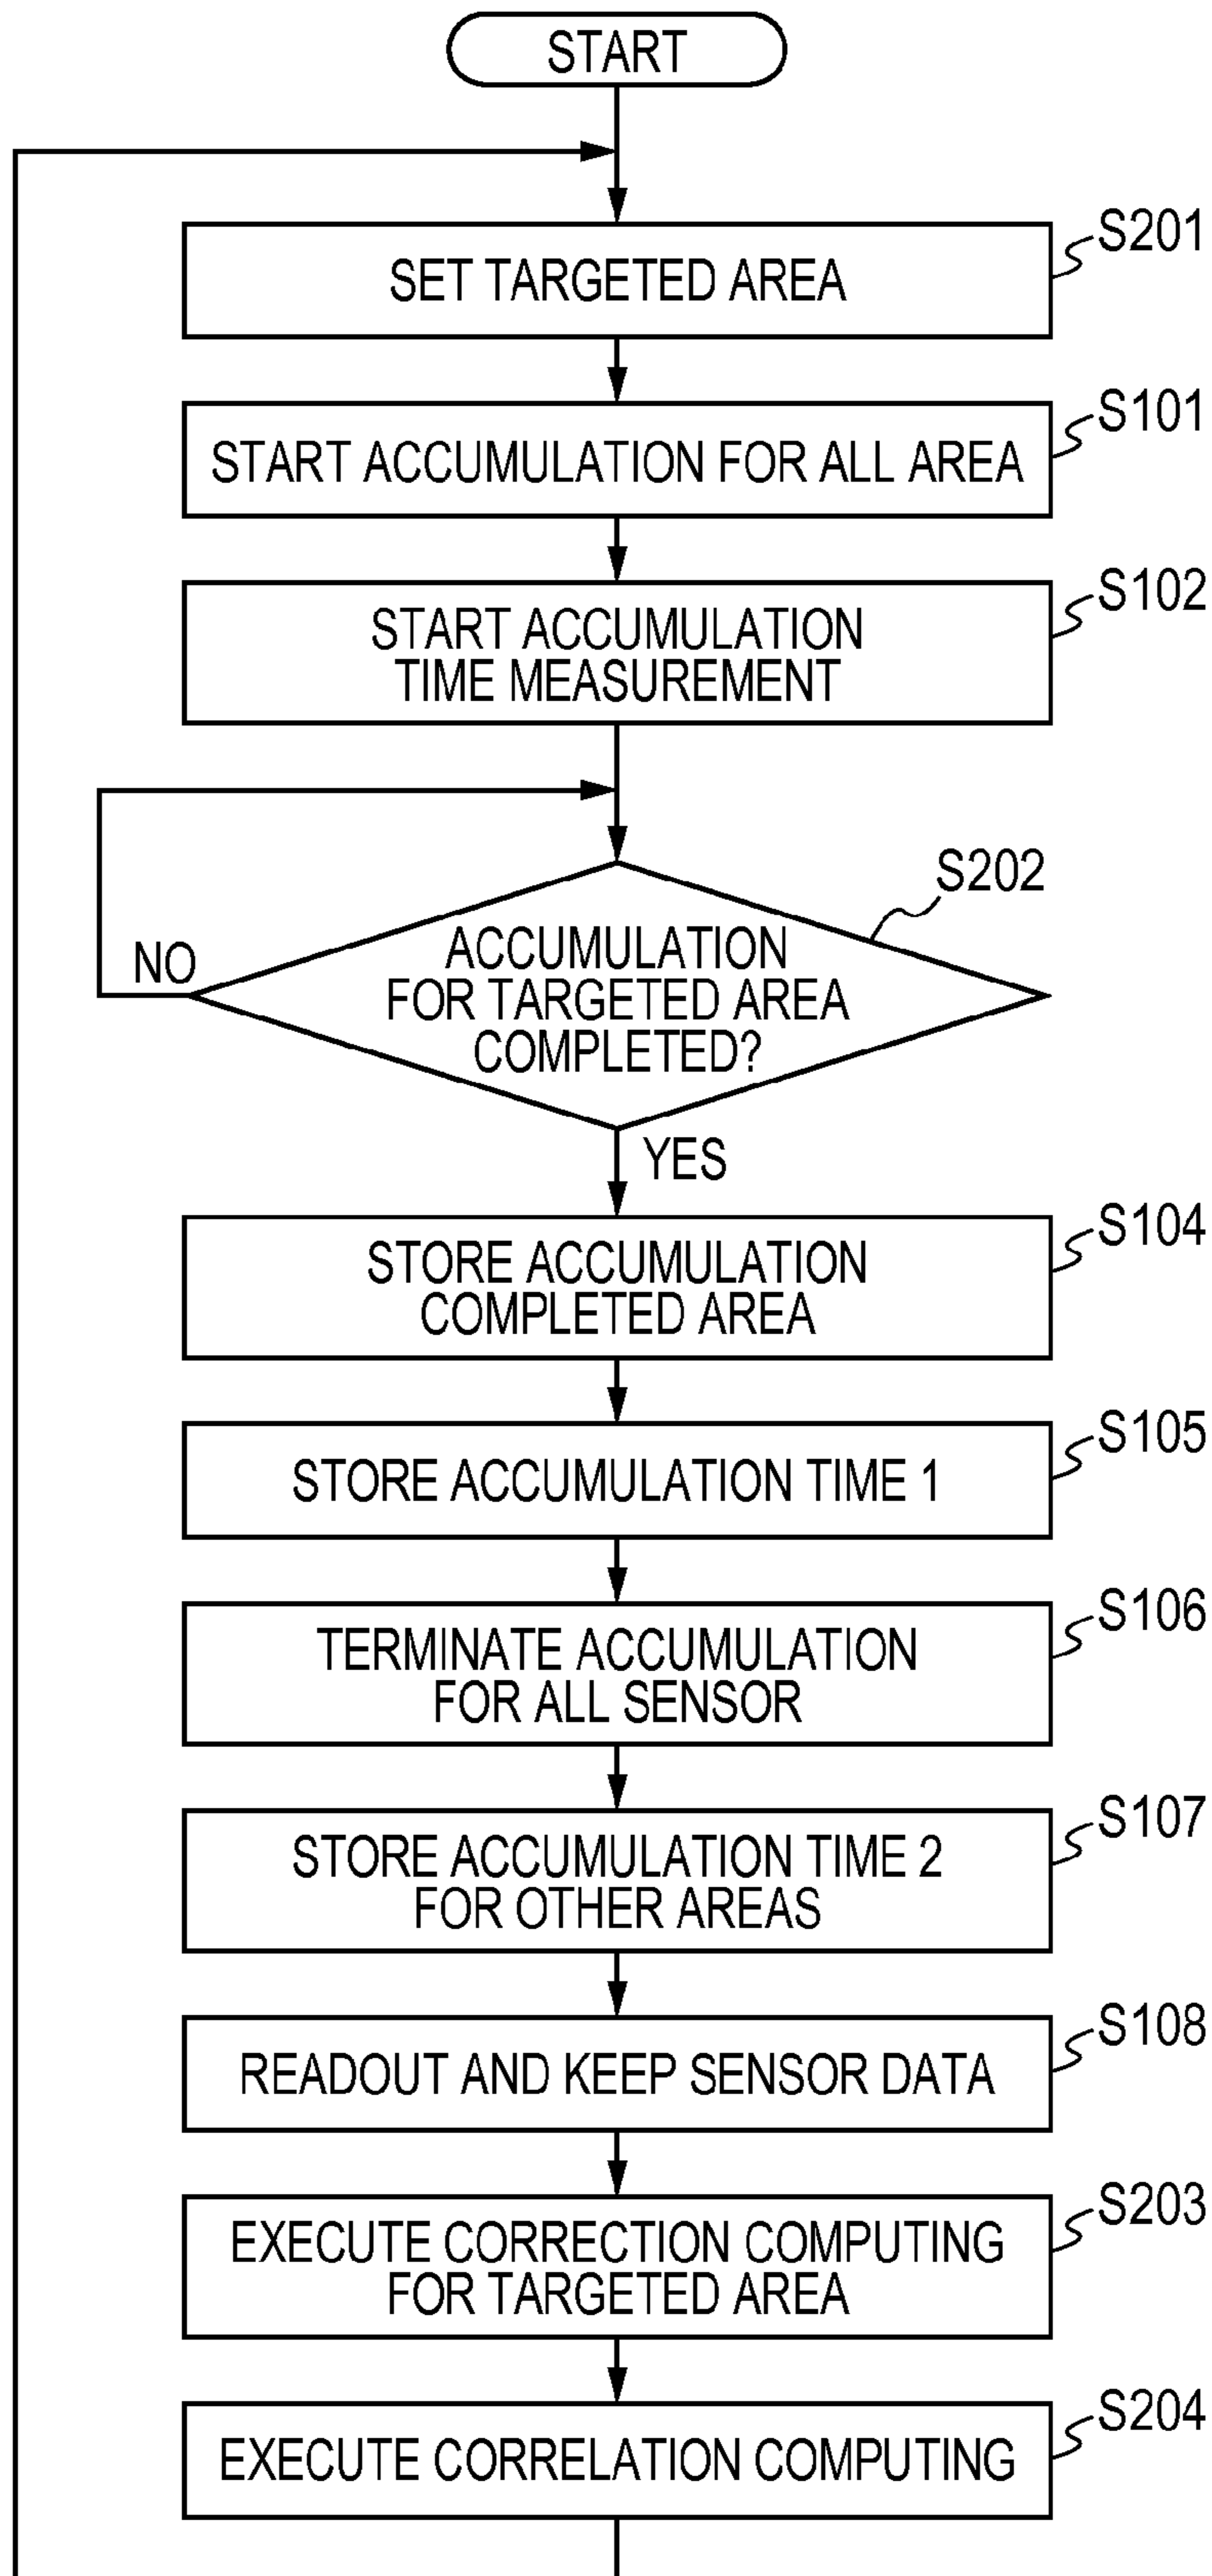 START
S201
SET TARGETED AREA
S101
START ACCUMULATION FOR ALL AREA
S102
START ACCUMULATION
TIME MEASUREMENT
S202
NO
ACCUMULATION
FOR TARGETED AREA
COMPLETED?
YES
S104
STORE ACCUMULATION
COMPLETED AREA
S105
STORE ACCUMULATION TIME 1
S106
TERMINATE ACCUMULATION
FOR ALL SENSOR
S107
STORE ACCUMULATION TIME 2
FOR OTHER AREAS
S108
READOUT AND KEEP SENSOR DATA
S203
EXECUTE CORRECTION COMPUTING
FOR TARGETED AREA
S204
EXECUTE CORRELATION COMPUTING